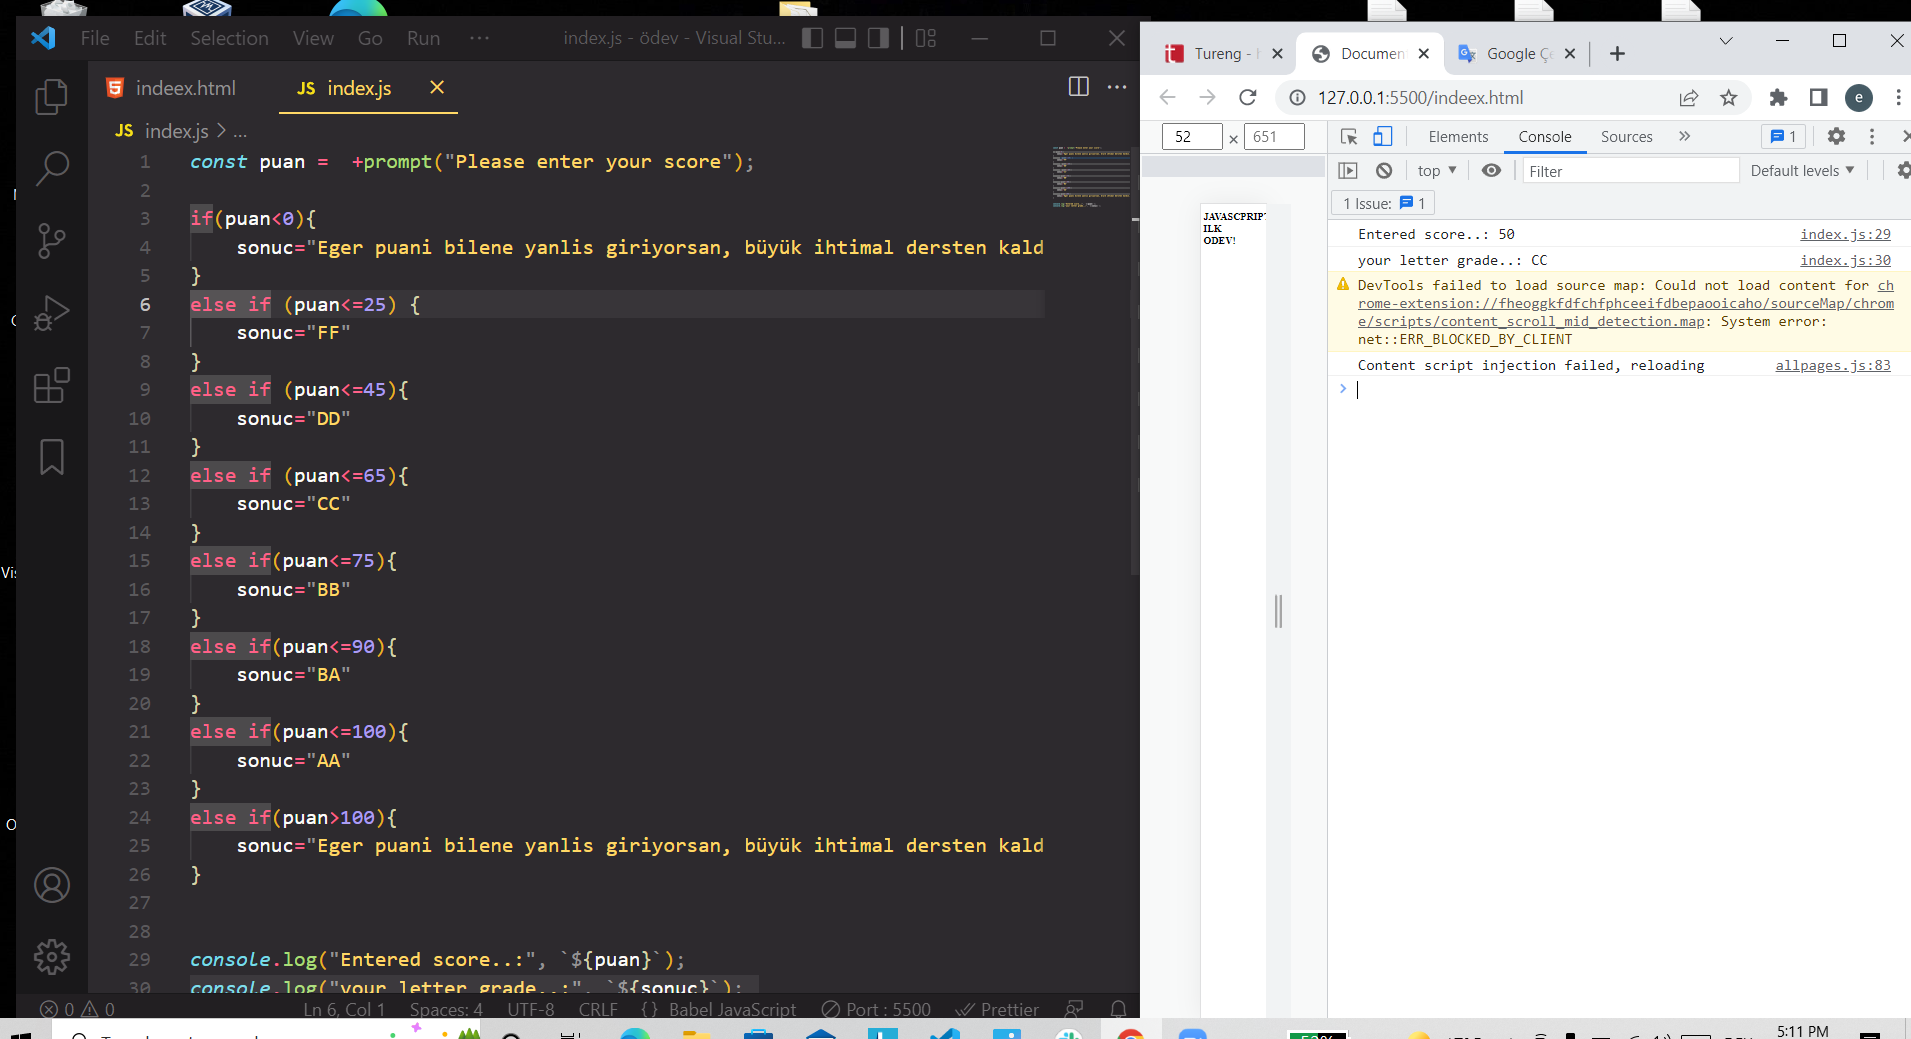 File Edit Selection View Go Run ··· index.js - ödev - Visual Stu...
indeex.html JS index.js
JS index.js > ...
1 const puan =  +prompt("Please enter your score");
2
3 if(puan<0){
4     sonuc="Eger puani bilene yanlis giriyorsan, büyük ihtimal dersten kald
5 }
6 else if (puan<=25) {
7     sonuc="FF"
8 }
9 else if (puan<=45){
10     sonuc="DD"
11 }
12 else if (puan<=65){
13     sonuc="CC"
14 }
15 else if(puan<=75){
16     sonuc="BB"
17 }
18 else if(puan<=90){
19     sonuc="BA"
20 }
21 else if(puan<=100){
22     sonuc="AA"
23 }
24 else if(puan>100){
25     sonuc="Eger puani bilene yanlis giriyorsan, büyük ihtimal dersten kald
26 }
27
28
29 console.log("Entered score..:", `${puan}`);
30 console.log("your letter grade..:", `${sonuc}`);
0 0 Ln 6, Col 1 Spaces: 4 UTF-8 CRLF {} Babel JavaScript Port : 5500 Prettier
Tureng - Documen Google Çe
127.0.0.1:5500/indeex.html e
52 × 651 Elements Console Sources » 1
top Filter Default levels
1 Issue: 1
JAVASCPRIPT
ILK
ODEV!
Entered score..: 50 index.js:29
your letter grade..: CC index.js:30
DevTools failed to load source map: Could not load content for ch
rome-extension://fheoggkfdfchfphceeifdbepaooicaho/sourceMap/chrom
e/scripts/content_scroll_mid_detection.map: System error:
net::ERR_BLOCKED_BY_CLIENT
Content script injection failed, reloading allpages.js:83
>
5:11 PM